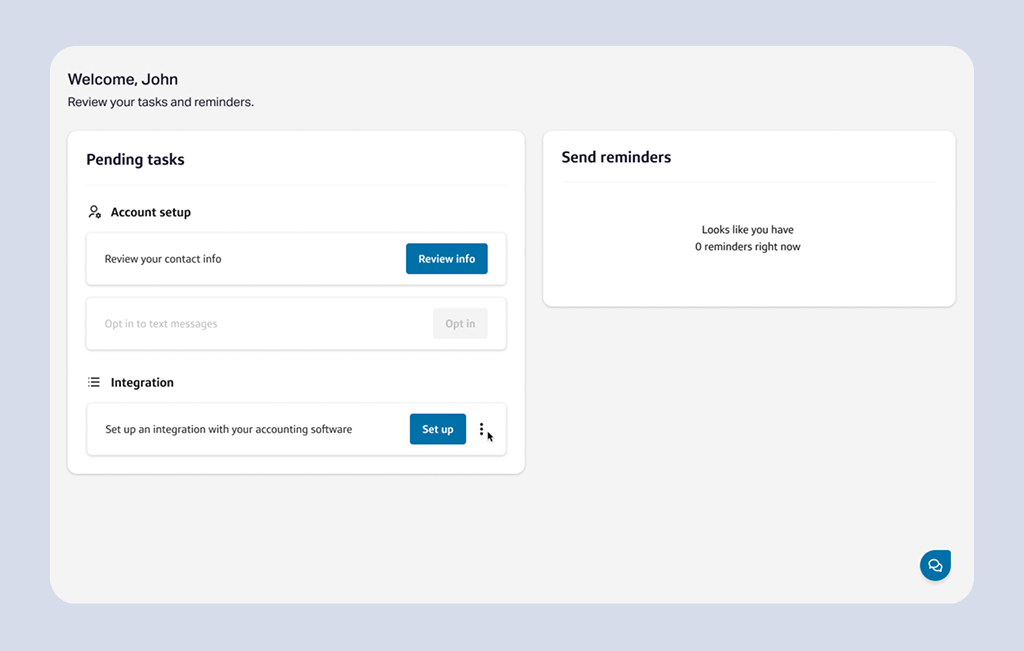 Welcome, John
Review your tasks and reminders.
Pending tasks
Account setup
Review your contact info
Review info
Opt in to text messages
Opt in
Integration
Set up an integration with your accounting software
Set up
Send reminders
Looks like you have
0 reminders right now